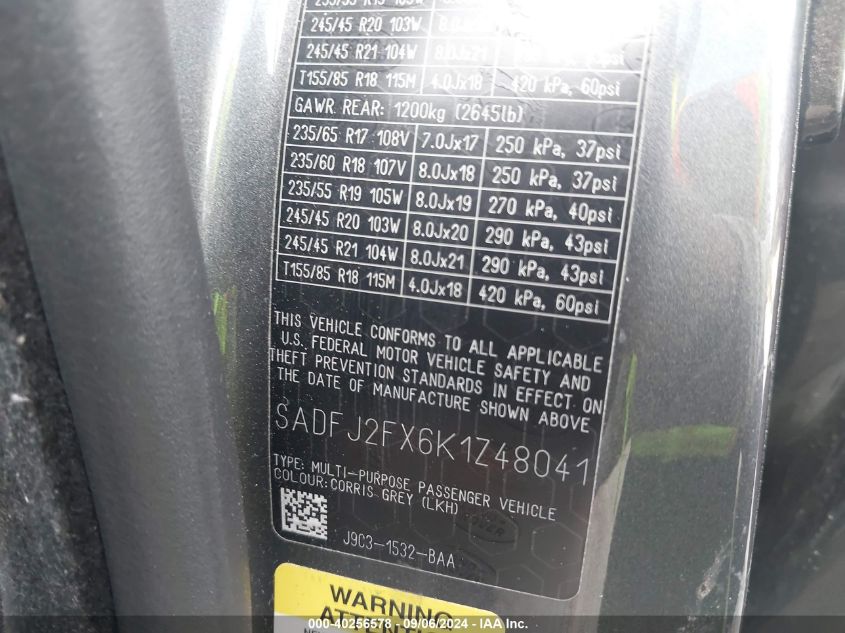 245/45 R20 103W
245/45 R21 104W 8.0Jx21
T155/85 R18 115M 4.0Jx18 420 kPa, 60psi
GAWR REAR: 1200kg (2645lb)
235/65 R17 108V 7.0Jx17 250 kPa, 37psi
235/60 R18 107V 8.0Jx18 250 kPa, 37psi
235/55 R19 105W 8.0Jx19 270 kPa, 40psi
245/45 R20 103W 8.0Jx20 290 kPa, 43psi
245/45 R21 104W 8.0Jx21 290 kPa, 43psi
T155/85 R18 115M 4.0Jx18 420 kPa, 60psi
THIS VEHICLE CONFORMS TO ALL APPLICABLE
U.S. FEDERAL MOTOR VEHICLE SAFETY AND
THEFT PREVENTION STANDARDS IN EFFECT ON
THE DATE OF MANUFACTURE SHOWN ABOVE
SADFJ2FX6K1Z48041
TYPE: MULTI-PURPOSE PASSENGER VEHICLE
COLOUR:CORRIS GREY (LKH)
J9C3-1532-BAA
WARNING
ATTENTION
000-40256578 - 09/06/2024 - IAA Inc.